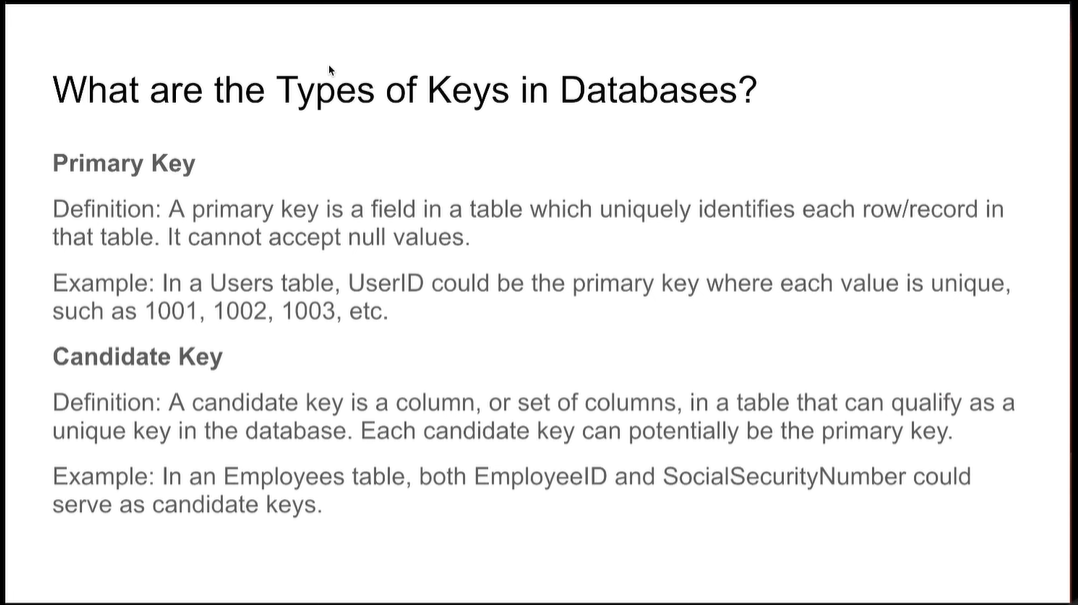 What are the Types of Keys in Databases?
Primary Key
Definition: A primary key is a field in a table which uniquely identifies each row/record in
that table. It cannot accept null values.
Example: In a Users table, UserID could be the primary key where each value is unique,
such as 1001, 1002, 1003, etc.
Candidate Key
Definition: A candidate key is a column, or set of columns, in a table that can qualify as a
unique key in the database. Each candidate key can potentially be the primary key.
Example: In an Employees table, both EmployeeID and SocialSecurityNumber could
serve as candidate keys.